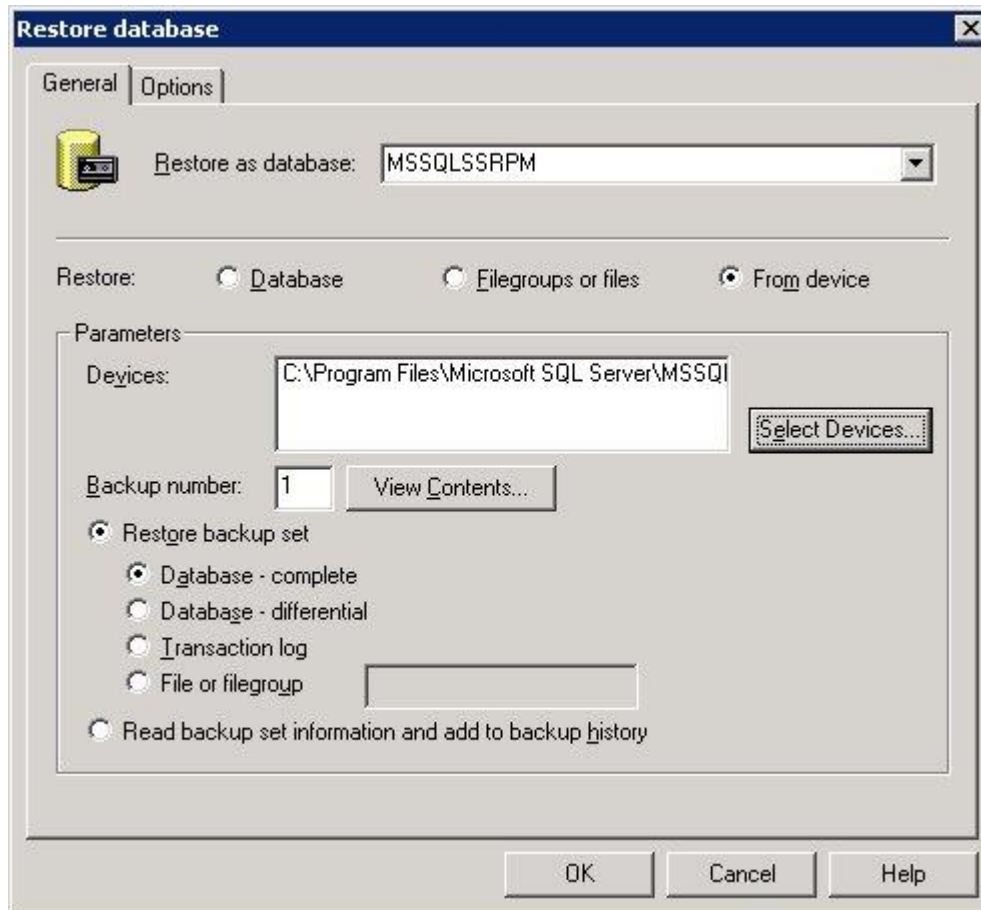 Restore database
General Options
Restore as database: MSSQLSSRPM
Restore: Database Filegroups or files From device
Parameters
Devices: C:\Program Files\Microsoft SQL Server\MSSQl
Select Devices...
Backup number: 1 View Contents...
Restore backup set
Database - complete
Database - differential
Transaction log
File or filegroup
Read backup set information and add to backup history
OK Cancel Help